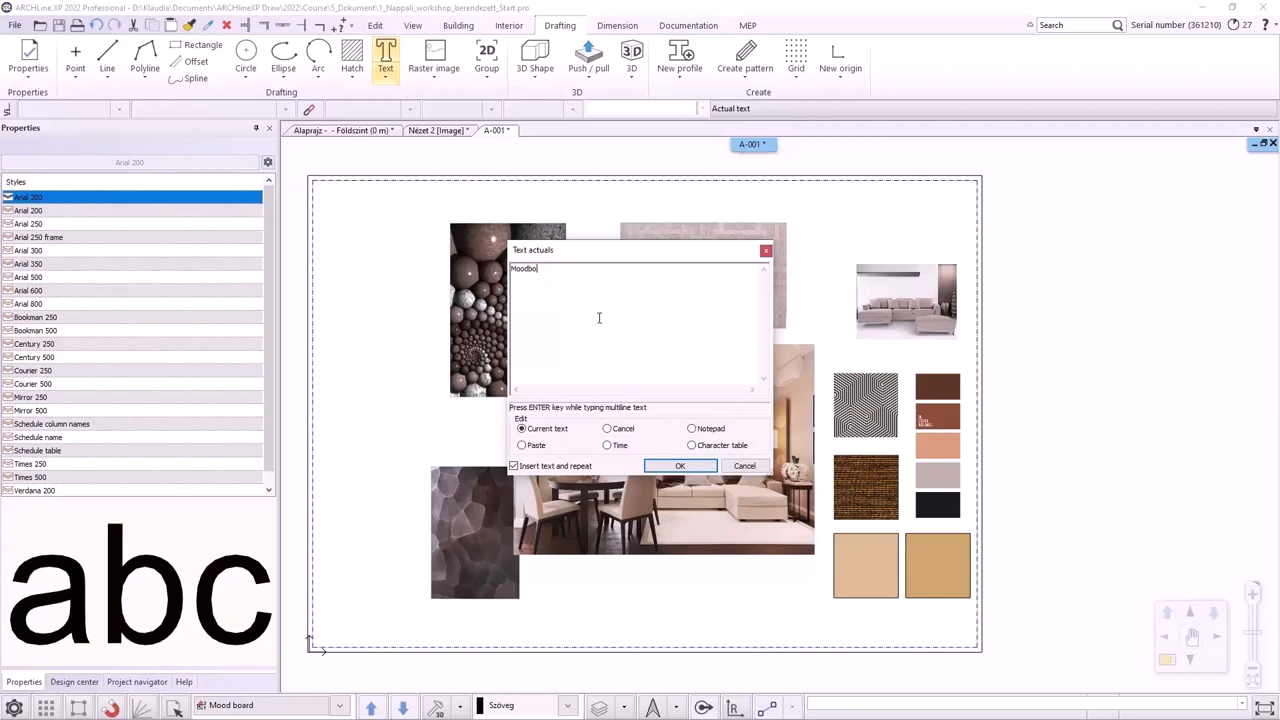 ARCHLine.XP 2022 Professional - D:\Klaudia\Documents\ARCHlineXP Draw\2022\Course\5_Dokument\1_Nappali_workshop_berendezett_Start.pro
File Edit View Building Interior Drafting Dimension Documentation MEP Search Serial number (361210) 27 ?
Properties Point Line Polyline Rectangle Offset Spline Circle Ellipse Arc Hatch Text Raster image 2D Group 3D Shape Push / pull 3D 3D New profile Create pattern Grid New origin
Properties Drafting 3D Create
Actual text
Properties
Alaprajz - - Földszint (0 m) * Nézet 2 [Image] * A-001 *
A-001 *
Arial 200
Styles
Arial 200
Arial 200
Arial 250
Arial 250 frame
Arial 300
Arial 350
Arial 500
Arial 600
Arial 800
Bookman 250
Bookman 500
Century 250
Century 500
Courier 250
Courier 500
Mirror 250
Mirror 500
Schedule column names
Schedule name
Schedule table
Times 250
Times 500
Verdana 200
abc
Text actuals
Moodbo
Press ENTER key while typing multiline text
Edit
Current text Cancel Notepad
Paste Time Character table
Insert text and repeat OK Cancel
Properties Design center Project navigator Help
Mood board 30 Szöveg